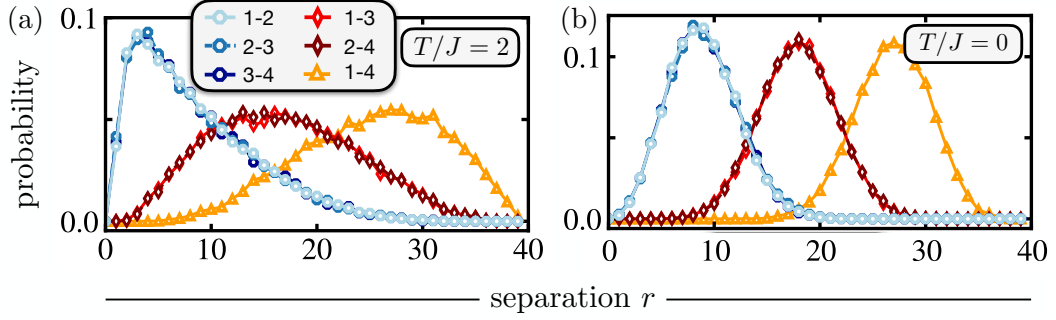 (a)
0.1
0.0
probability
1-2
2-3
3-4
1-3
2-4
1-4
T/J = 2
0 10 20 30 40
(b)
0.1
0.0
T/J = 0
0 10 20 30 40
separation r